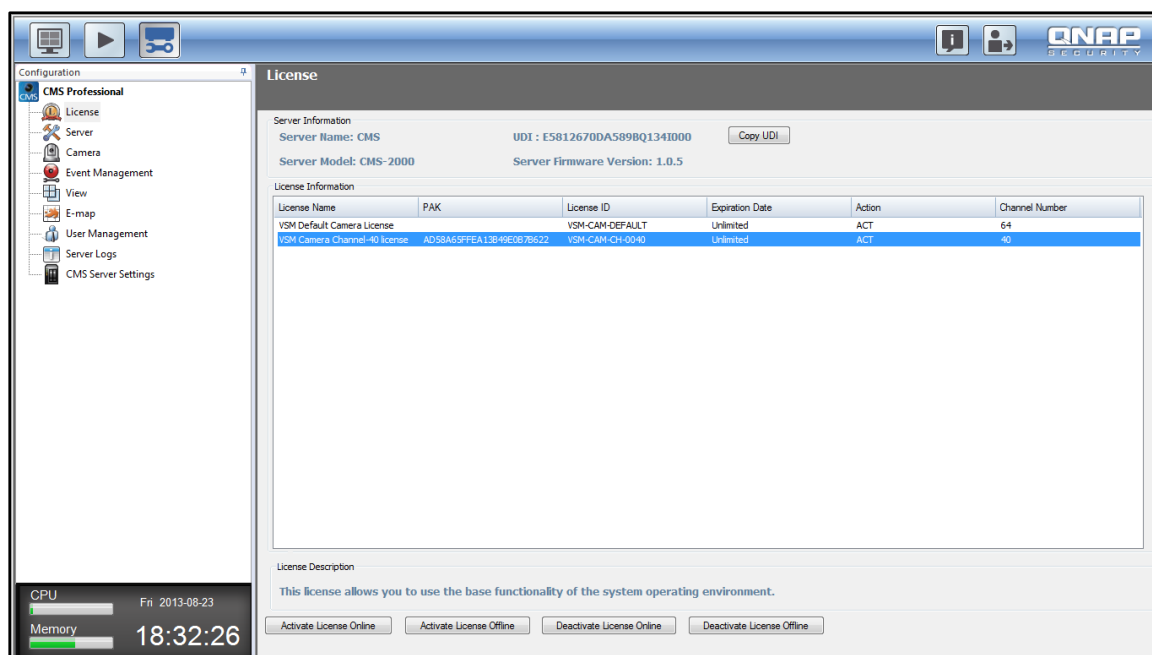 QNAP
SECURITY
Configuration
CMS Professional
CMS
License
Server
Camera
Event Management
View
E-map
User Management
Server Logs
CMS Server Settings
CPU
Fri 2013-08-23
Memory
18:32:26
License
Server Information
Server Name: CMS UDI : E5812670DA589BQ134I000 Copy UDI
Server Model: CMS-2000 Server Firmware Version: 1.0.5
License Information
License Name PAK License ID Expiration Date Action Channel Number
VSM Default Camera License VSM-CAM-DEFAULT Unlimited ACT 64
VSM Camera Channel-40 license AD58A65FFEA13B49E0B7B622 VSM-CAM-CH-0040 Unlimited ACT 40
License Description
This license allows you to use the base functionality of the system operating environment.
Activate License Online Activate License Offline Deactivate License Online Deactivate License Offline